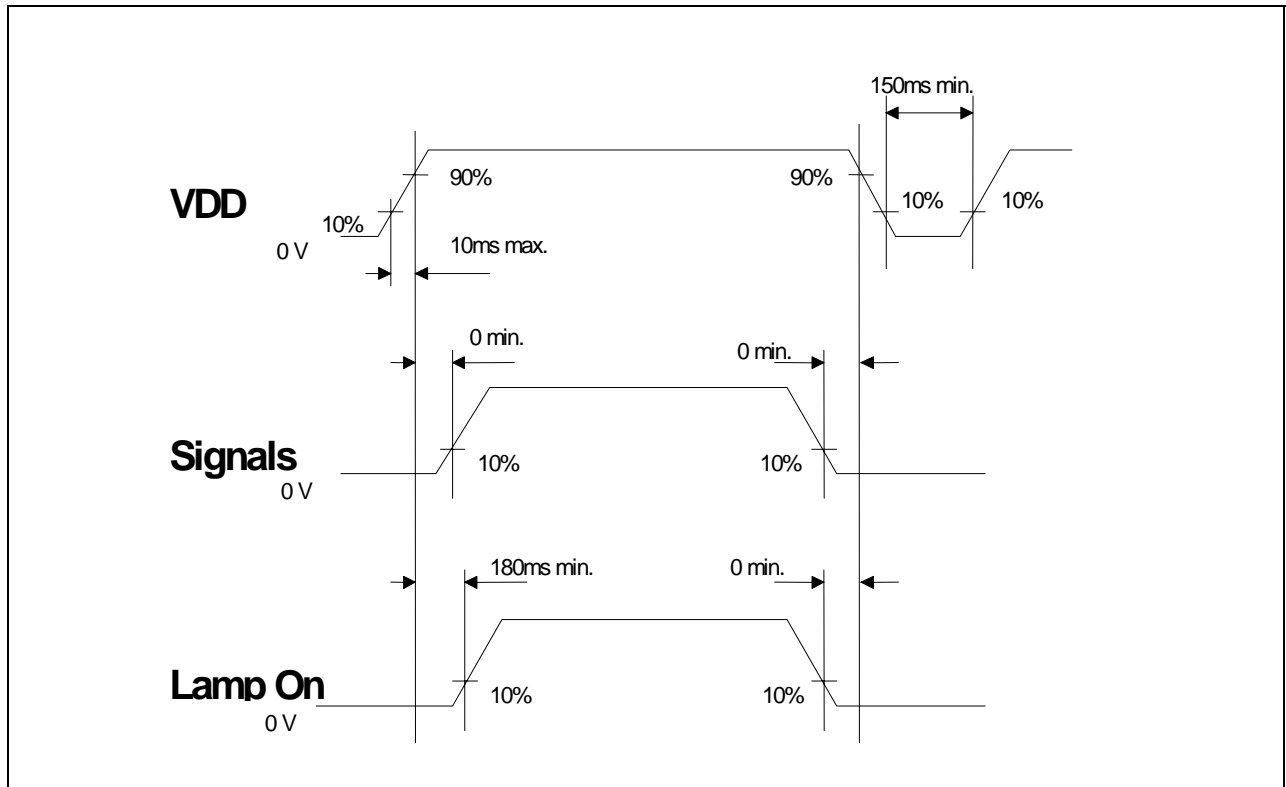 150ms min.
90%
90%
VDD
10%
10%
10%
0 V
10ms max.
0 min.
0 min.
Signals
10%
10%
0 V
180ms min.
0 min.
Lamp On
10%
10%
0 V